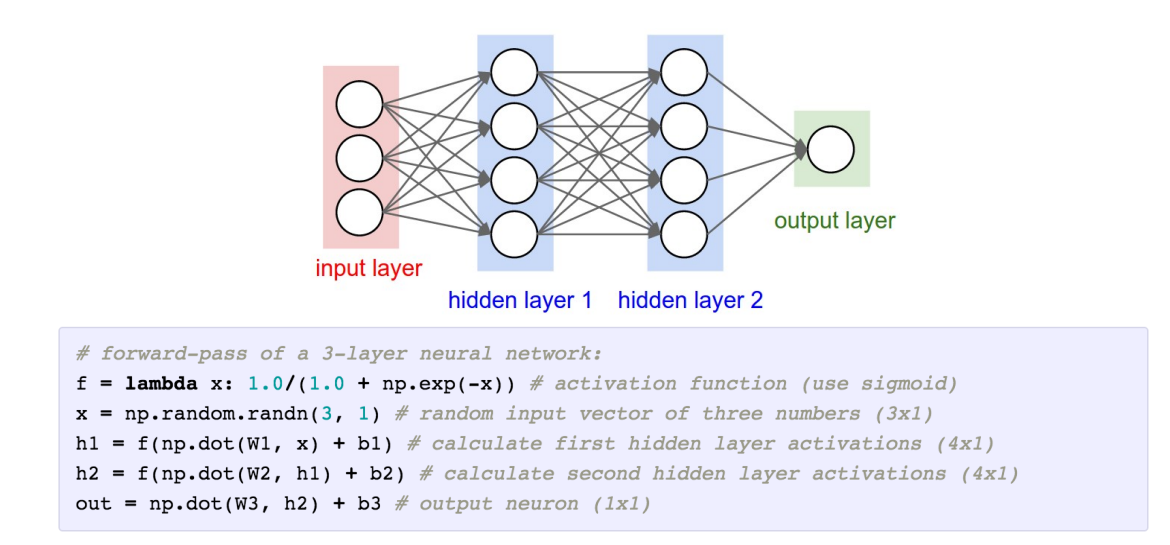 output layer
input layer
hidden layer 1 hidden layer 2
# forward-pass of a 3-layer neural network:
f = lambda x: 1.0/(1.0 + np.exp(-x)) # activation function (use sigmoid)
x = np.random.randn(3, 1) # random input vector of three numbers (3x1)
h1 = f(np.dot(W1, x) + b1) # calculate first hidden layer activations (4x1)
h2 = f(np.dot(W2, h1) + b2) # calculate second hidden layer activations (4x1)
out = np.dot(W3, h2) + b3 # output neuron (1x1)